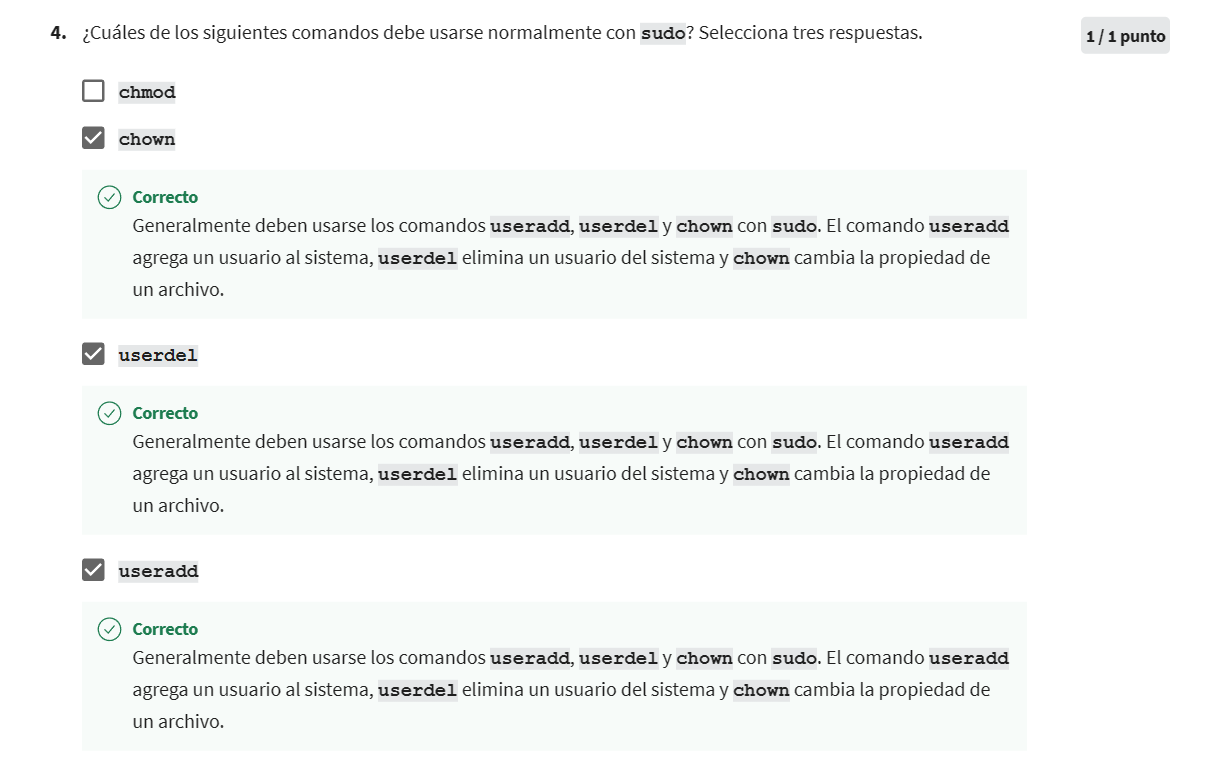 4. ¿Cuáles de los siguientes comandos debe usarse normalmente con sudo? Selecciona tres respuestas.
1 / 1 punto
chmod
chown
Correcto
Generalmente deben usarse los comandos useradd, userdel y chown con sudo. El comando useradd
agrega un usuario al sistema, userdel elimina un usuario del sistema y chown cambia la propiedad de
un archivo.
userdel
Correcto
Generalmente deben usarse los comandos useradd, userdel y chown con sudo. El comando useradd
agrega un usuario al sistema, userdel elimina un usuario del sistema y chown cambia la propiedad de
un archivo.
useradd
Correcto
Generalmente deben usarse los comandos useradd, userdel y chown con sudo. El comando useradd
agrega un usuario al sistema, userdel elimina un usuario del sistema y chown cambia la propiedad de
un archivo.